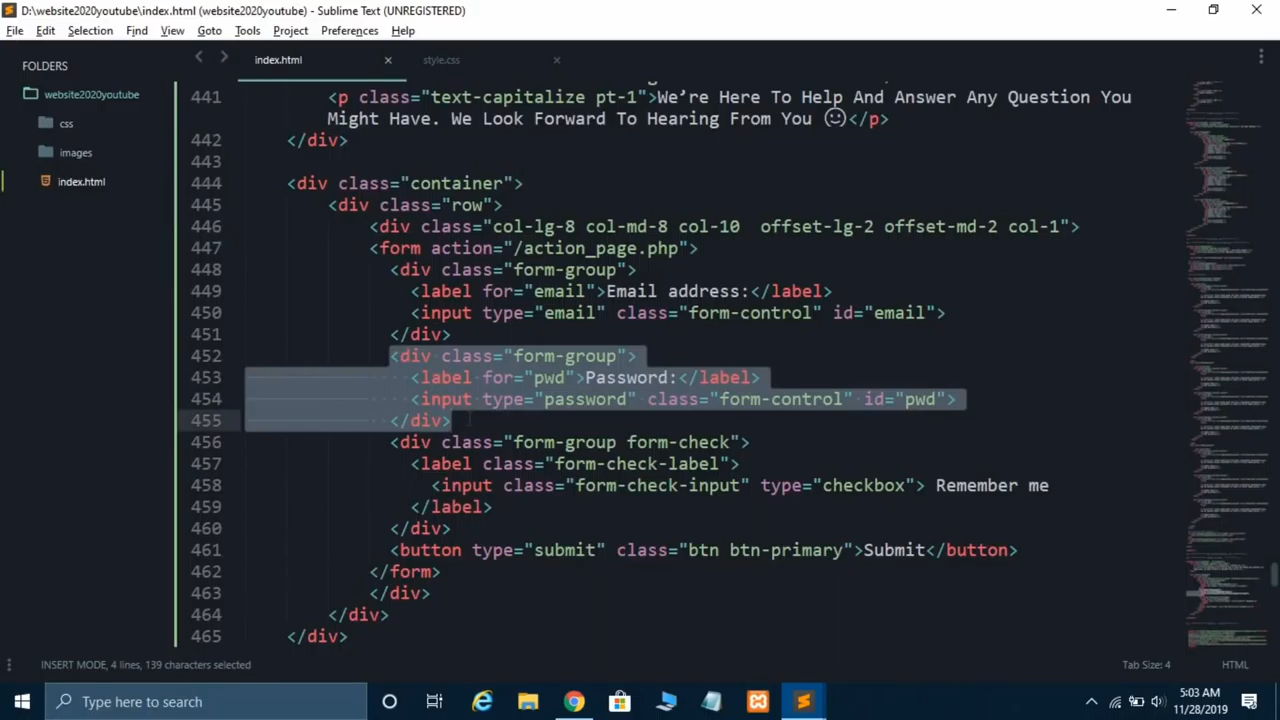 D:\website2020youtube\index.html (website2020youtube) - Sublime Text (UNREGISTERED)
File Edit Selection Find View Goto Tools Project Preferences Help
FOLDERS
website2020youtube
css
images
index.html
index.html style.css
441 <p class="text-capitalize pt-1">We're Here To Help And Answer Any Question You
Might Have. We Look Forward To Hearing From You 🙂</p>
442 </div>
443
444 <div class="container">
445 <div class="row">
446 <div class="col-lg-8 col-md-8 col-10 offset-lg-2 offset-md-2 col-1">
447 <form action="/action_page.php">
448 <div class="form-group">
449 <label for="email">Email address:</label>
450 <input type="email" class="form-control" id="email">
451 </div>
452 <div class="form-group">
453 <label for="pwd">Password:</label>
454 <input type="password" class="form-control" id="pwd">
455 </div>
456 <div class="form-group form-check">
457 <label class="form-check-label">
458 <input class="form-check-input" type="checkbox"> Remember me
459 </label>
460 </div>
461 <button type="submit" class="btn btn-primary">Submit</button>
462 </form>
463 </div>
464 </div>
465 </div>
INSERT MODE, 4 lines, 139 characters selected Tab Size: 4 HTML
Type here to search
5:03 AM
11/28/2019